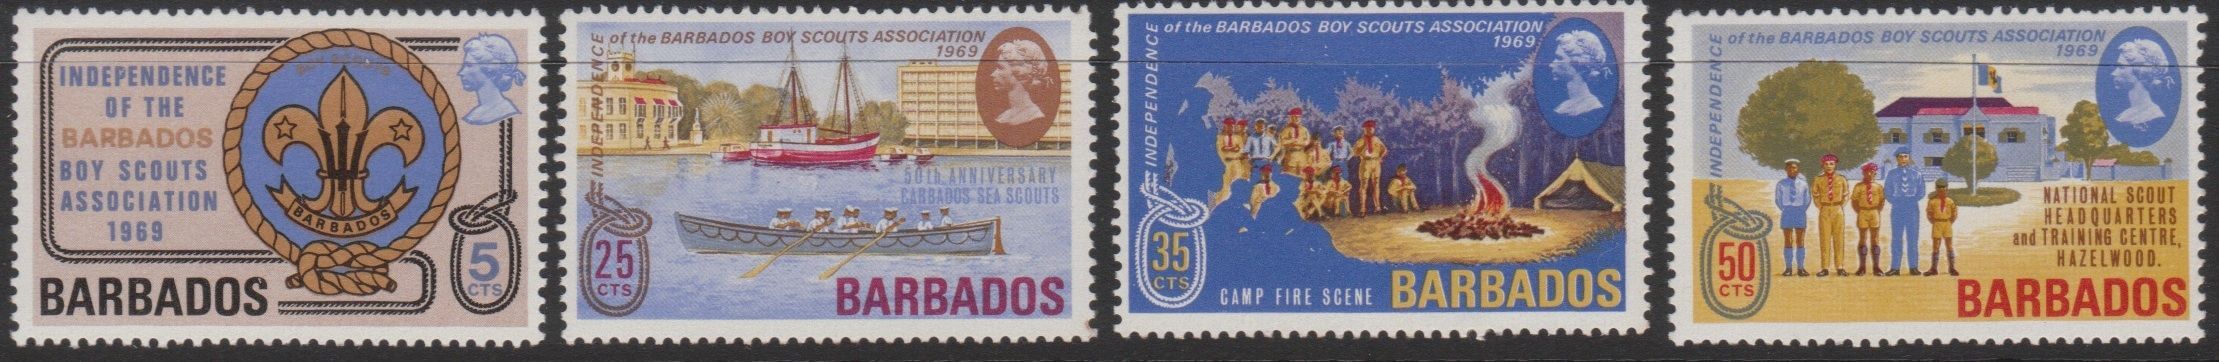 INDEPENDENCE
OF THE
BARBADOS
BOY SCOUTS
ASSOCIATION
1969
BARBADOS
5
CTS
BARBADOS
INDEPENDENCE of the BARBADOS BOY SCOUTS ASSOCIATION
1969
50th ANNIVERSARY
BARBADOS SEA SCOUTS
25
CTS
BARBADOS
INDEPENDENCE of the BARBADOS BOY SCOUTS ASSOCIATION
1969
35
CTS
CAMP FIRE SCENE
BARBADOS
INDEPENDENCE of the BARBADOS BOY SCOUTS ASSOCIATION
1969
NATIONAL SCOUT
HEADQUARTERS
and TRAINING CENTRE,
HAZELWOOD.
50
CTS
BARBADOS